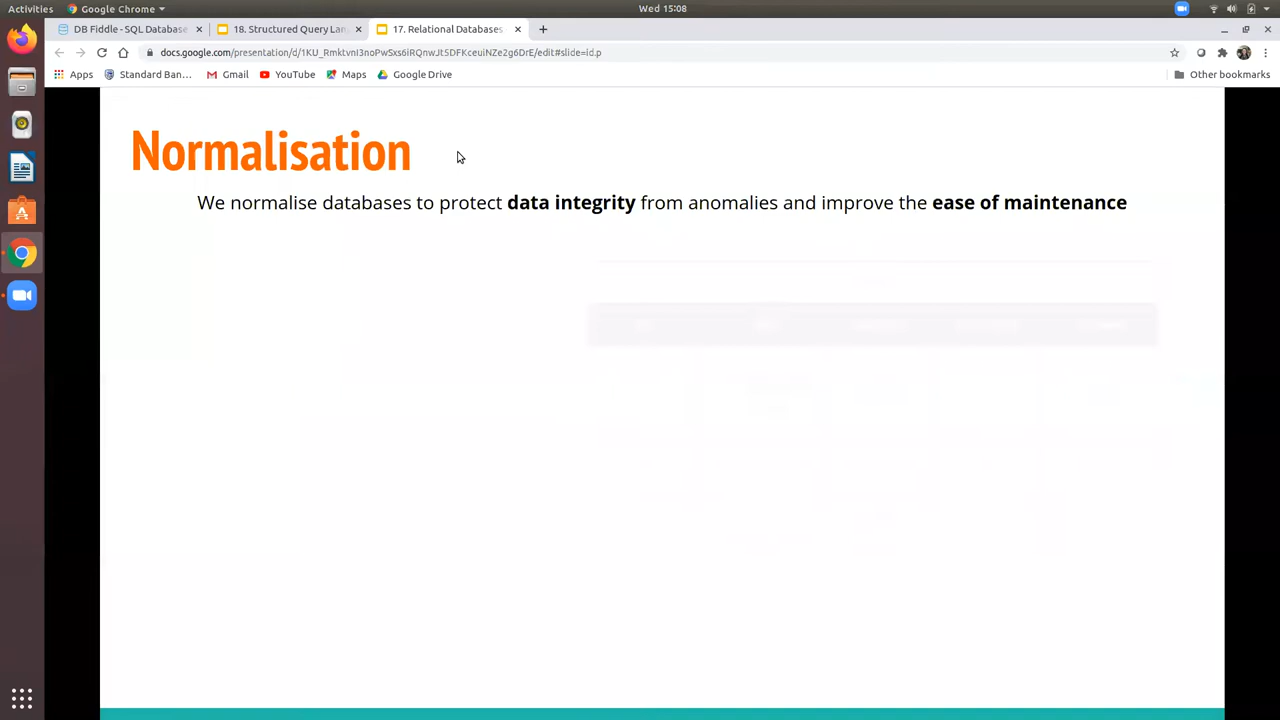 Activities Google Chrome Wed 15:08
DB Fiddle - SQL Database 18. Structured Query Lan 17. Relational Databases
docs.google.com/presentation/d/1KU_RmktvnI3noPwSxs6iRQnwJtSDFKceuiNZe2g6DrE/edit#slide=id.p
Apps Standard Ban... Gmail YouTube Maps Google Drive Other bookmarks
Normalisation
We normalise databases to protect data integrity from anomalies and improve the ease of maintenance